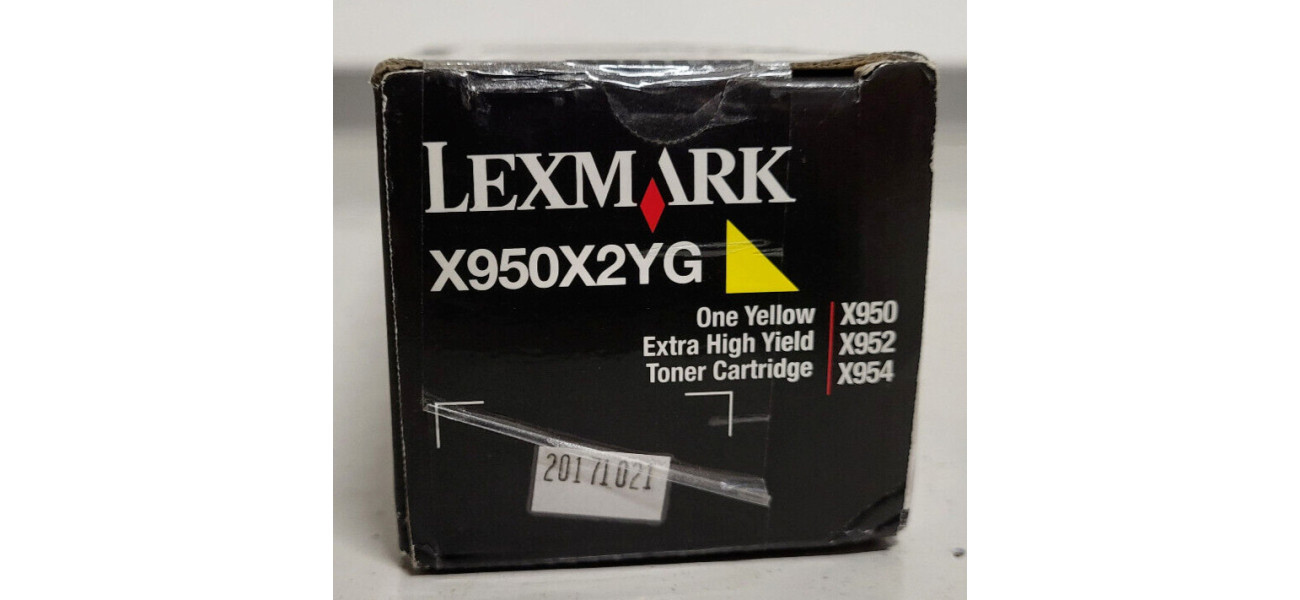 LEXMARK
X950X2YG
One Yellow
Extra High Yield
Toner Cartridge
X950
X952
X954
20171021